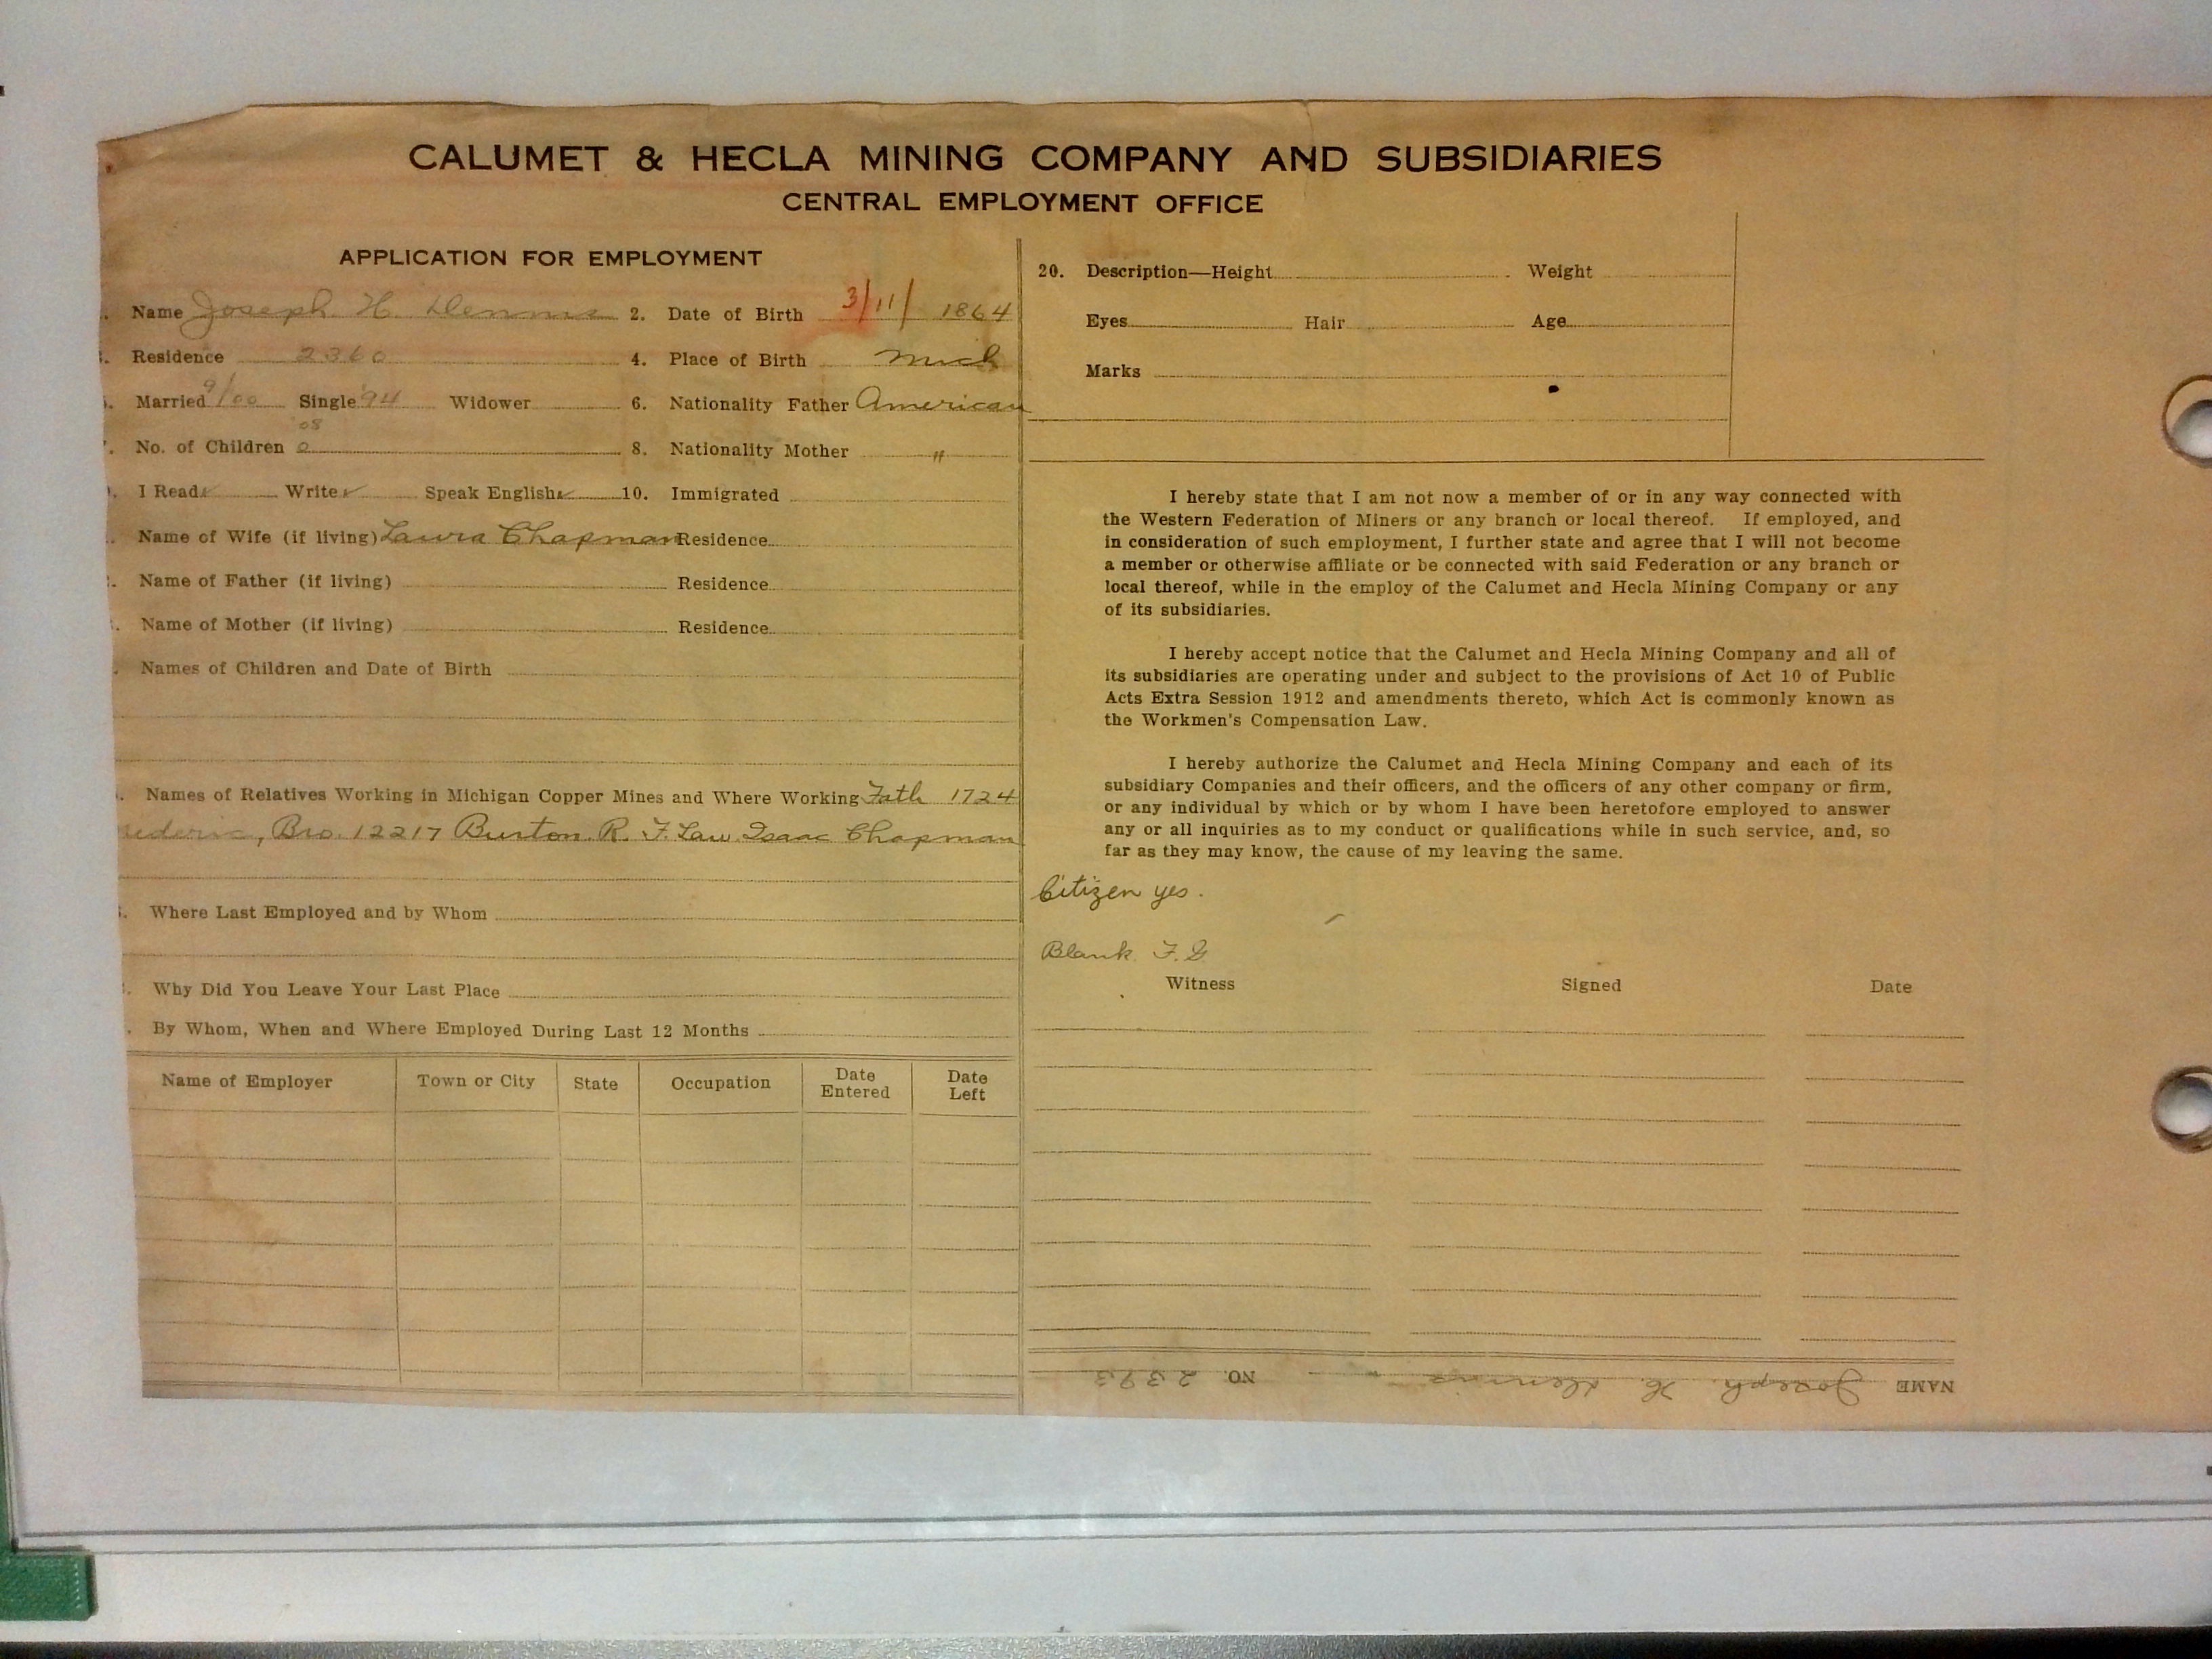 CALUMET & HECLA MINING COMPANY AND SUBSIDIARIES
CENTRAL EMPLOYMENT OFFICE
APPLICATION FOR EMPLOYMENT
Name Joseph H. Dennis 2. Date of Birth 3/11/ 1864
Residence 2360 4. Place of Birth Mich
Married 9/00 Single 94 Widower 6. Nationality Father American
08
No. of Children 0 8. Nationality Mother "
I Read ✓ Write ✓ Speak English ✓ 10. Immigrated
Name of Wife (if living) Laura Chapman Residence
Name of Father (if living) Residence
Name of Mother (if living) Residence
Names of Children and Date of Birth
Names of Relatives Working in Michigan Copper Mines and Where Working Fath 1724
ederic, Bro. 12217 Burton R. F. Law Isaac Chapman
Where Last Employed and by Whom
Why Did You Leave Your Last Place
By Whom, When and Where Employed During Last 12 Months
Name of Employer Town or City State Occupation Date Entered Date Left
20. Description—Height Weight
Eyes Hair Age
Marks
I hereby state that I am not now a member of or in any way connected with
the Western Federation of Miners or any branch or local thereof. If employed, and
in consideration of such employment, I further state and agree that I will not become
a member or otherwise affiliate or be connected with said Federation or any branch or
local thereof, while in the employ of the Calumet and Hecla Mining Company or any
of its subsidiaries.
I hereby accept notice that the Calumet and Hecla Mining Company and all of
its subsidiaries are operating under and subject to the provisions of Act 10 of Public
Acts Extra Session 1912 and amendments thereto, which Act is commonly known as
the Workmen's Compensation Law.
I hereby authorize the Calumet and Hecla Mining Company and each of its
subsidiary Companies and their officers, and the officers of any other company or firm,
or any individual by which or by whom I have been heretofore employed to answer
any or all inquiries as to my conduct or qualifications while in such service, and, so
far as they may know, the cause of my leaving the same.
Citizen yes.
Blank F.G
Witness Signed Date
NAME Joseph H. Dennis NO. 2393